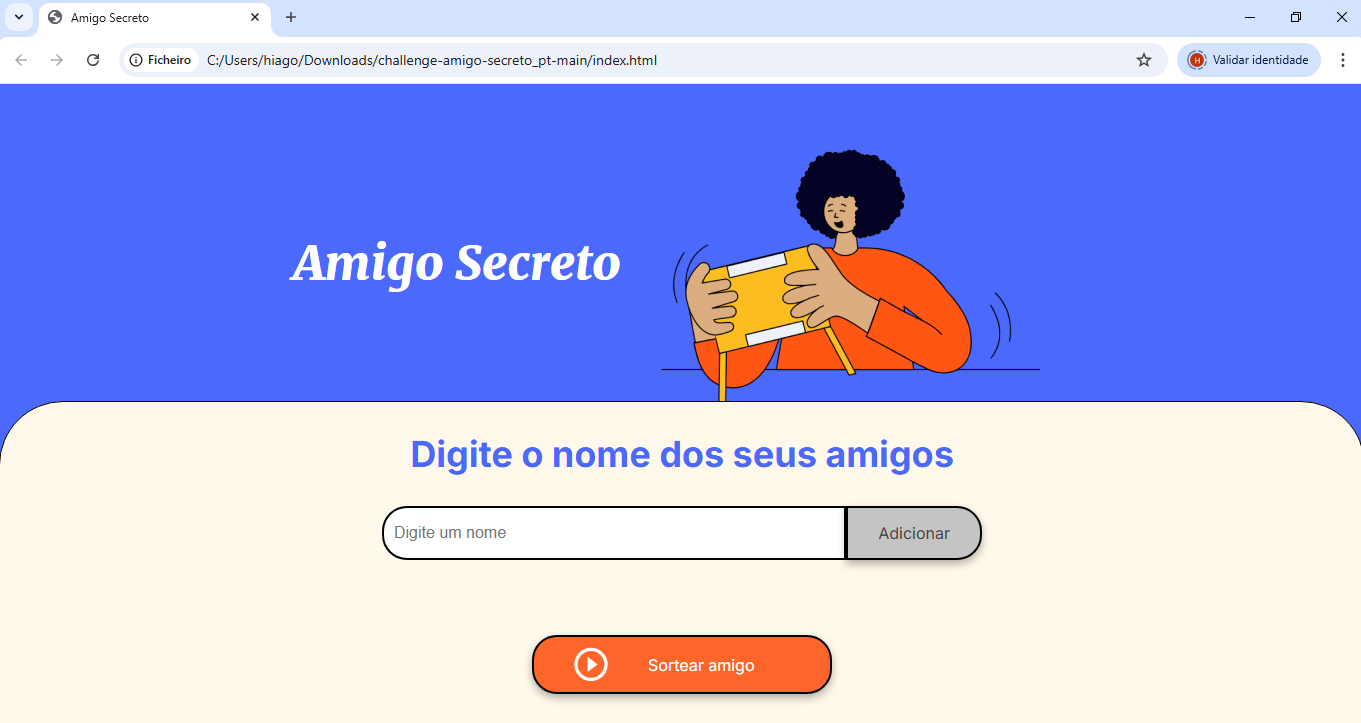 Amigo Secreto
Ficheiro
C:/Users/hiago/Downloads/challenge-amigo-secreto_pt-main/index.html
H
Validar identidade
Amigo Secreto
Digite o nome dos seus amigos
Digite um nome
Adicionar
Sortear amigo